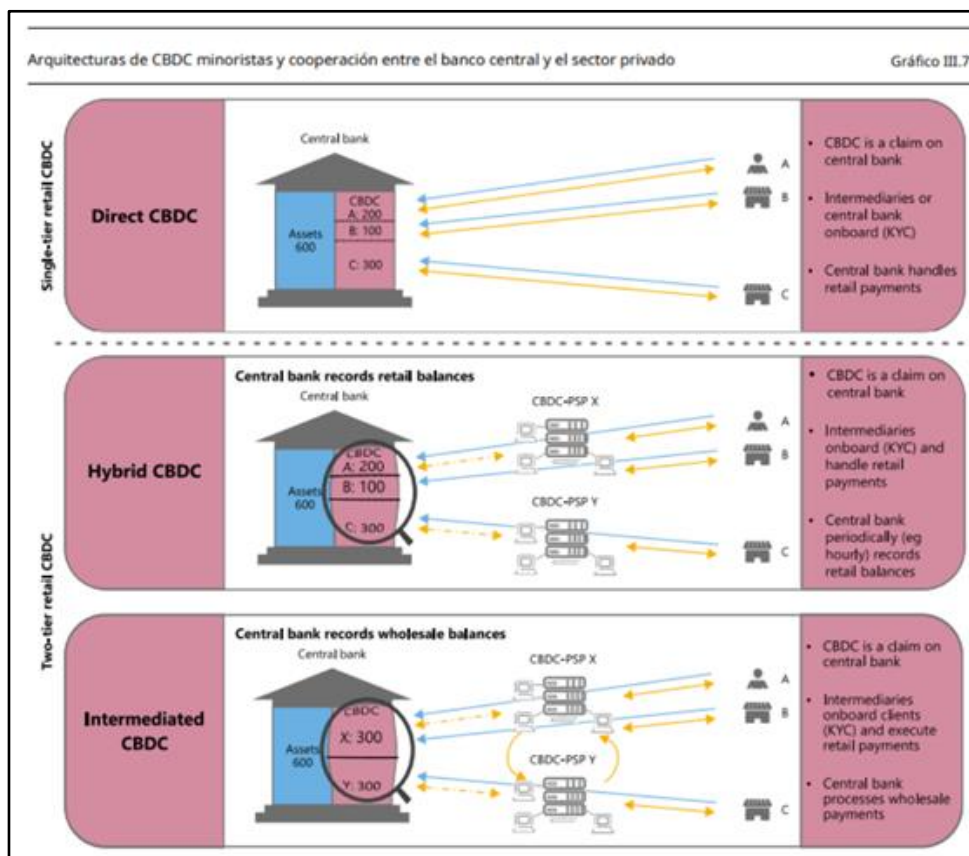 Arquitecturas de CBDC minoristas y cooperación entre el banco central y el sector privado
Gráfico III.7
Single-tier retail CBDC
Direct CBDC
Central bank
Assets
600
CBDC
A: 200
B: 100
C: 300
A
B
C
• CBDC is a claim on
central bank
• Intermediaries or
central bank
onboard (KYC)
• Central bank handles
retail payments
Two-tier retail CBDC
Hybrid CBDC
Central bank records retail balances
Central bank
Assets
600
CBDC
A: 200
B: 100
C: 300
CBDC-PSP X
CBDC-PSP Y
A
B
C
• CBDC is a claim on
central bank
• Intermediaries
onboard (KYC) and
handle retail
payments
• Central bank
periodically (eg
hourly) records
retail balances
Intermediated
CBDC
Central bank records wholesale balances
Central bank
Assets
600
CBDC
X: 300
Y: 300
CBDC-PSP X
CBDC-PSP Y
A
B
C
• CBDC is a claim on
central bank
• Intermediaries
onboard clients
(KYC) and execute
retail payments
• Central bank
processes wholesale
payments